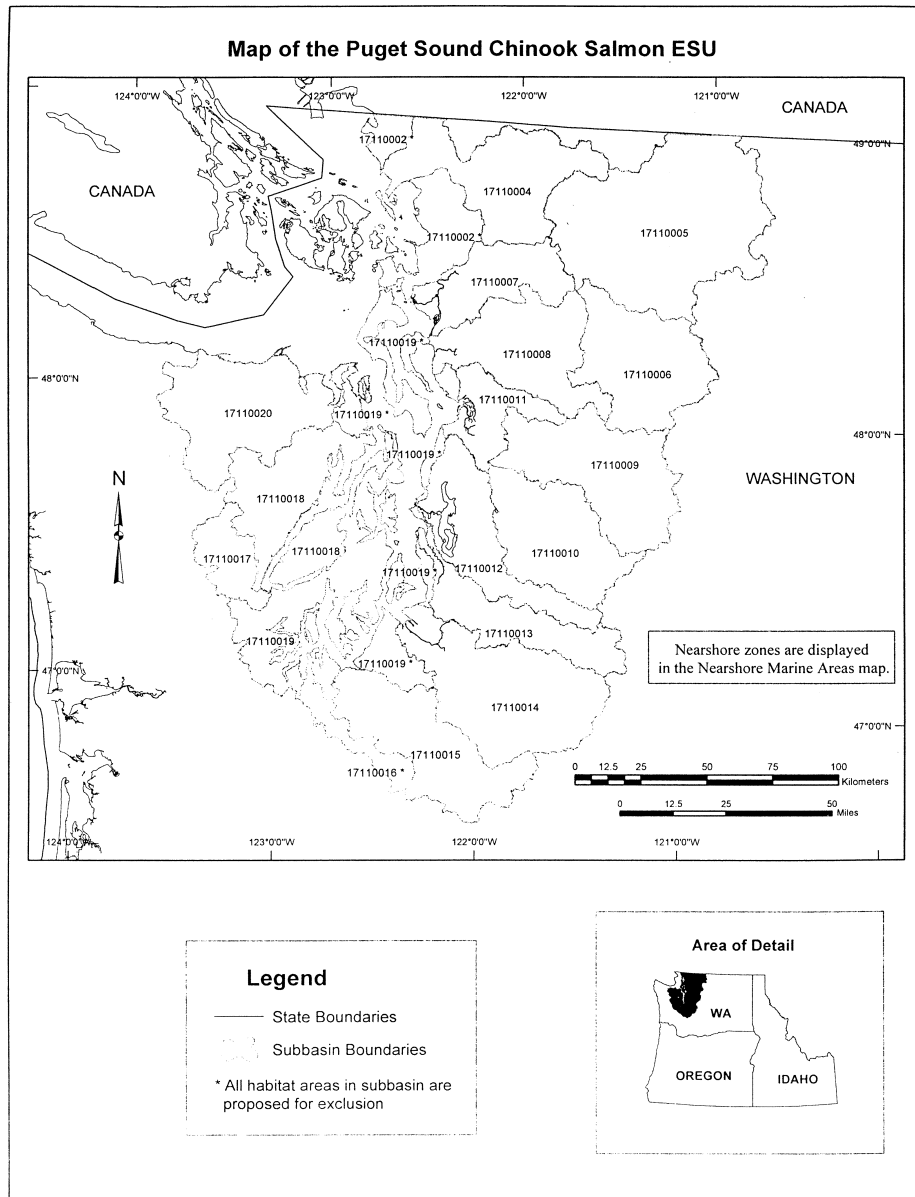 Map of the Puget Sound Chinook Salmon ESU
124°0'0"W
123°0'0"W
122°0'0"W
121°0'0"W
CANADA
49°0'0"N
17110002*
CANADA
17110004
17110002
17110005
17110007
17110019*
17110008
17110006
48°0'0"N
17110011
17110020
17110019*
48°0'0"N
17110019*
17110009
N
WASHINGTON
17110018
17110017
17110018
17110010
17110019*
17110012
17110019
17110013
Nearshore zones are displayed
in the Nearshore Marine Areas map.
47°0'0"N
17110019*
17110014
47°0'0"N
17110015
17110016*
0 12.5 25 50 75 100
Kilometers
0 12.5 25 50
Miles
124°0'0"W
123°0'0"W
122°0'0"W
121°0'0"W
Legend
State Boundaries
Subbasin Boundaries
* All habitat areas in subbasin are
proposed for exclusion
Area of Detail
WA
OREGON
IDAHO